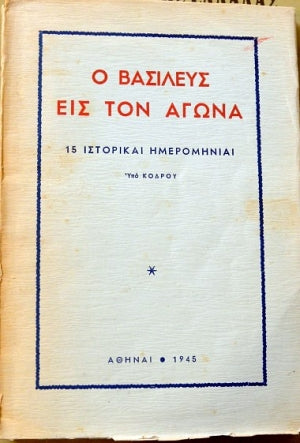 Ο ΒΑΣΙΛΕΥΣ
ΕΙΣ ΤΟΝ ΑΓΩΝΑ
15 ΙΣΤΟΡΙΚΑΙ ΗΜΕΡΟΜΗΝΙΑΙ
Ὑπὸ ΚΟΔΡΟΥ
*
ΑΘΗΝΑΙ • 1945